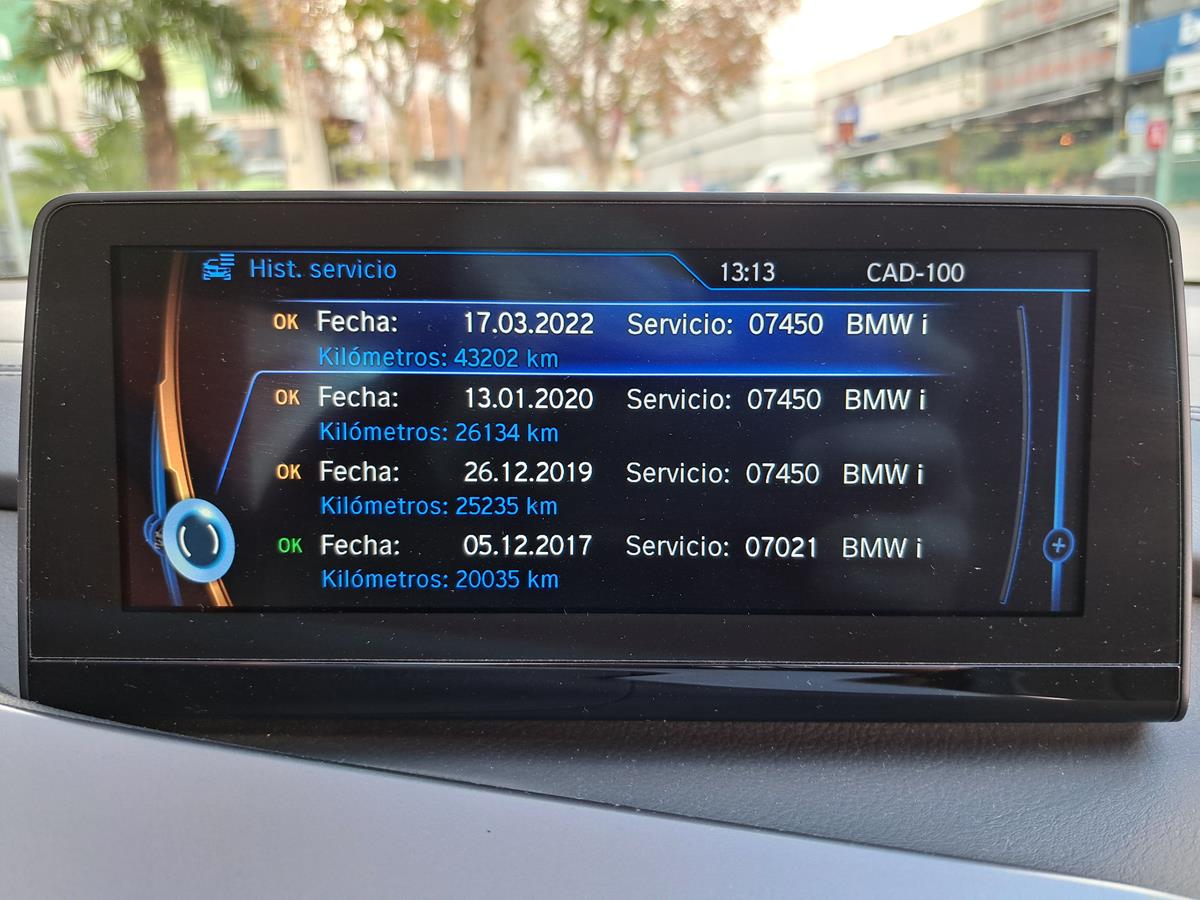 Hist. servicio 13:13 CAD-100
OK Fecha: 17.03.2022 Servicio: 07450 BMW i
Kilómetros: 43202 km
OK Fecha: 13.01.2020 Servicio: 07450 BMW i
Kilómetros: 26134 km
OK Fecha: 26.12.2019 Servicio: 07450 BMW i
Kilómetros: 25235 km
OK Fecha: 05.12.2017 Servicio: 07021 BMW i
Kilómetros: 20035 km